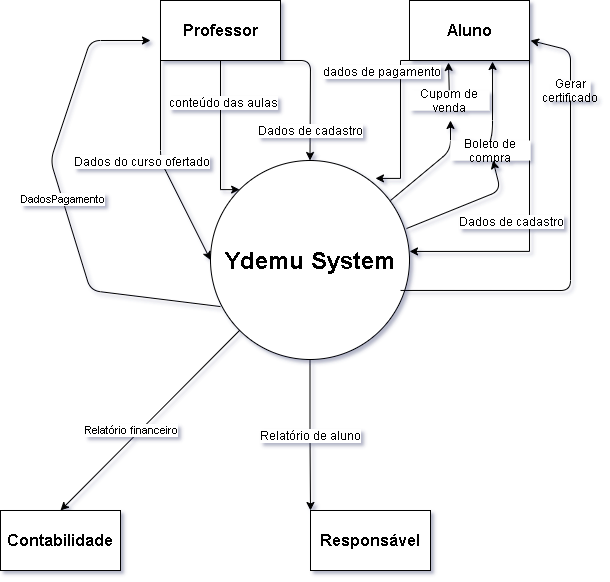 Professor
Aluno
dados de pagamento
Gerar
certificado
Cupom de
venda
conteúdo das aulas
Dados de cadastro
Boleto de
compra
Dados do curso ofertado
DadosPagamento
Dados de cadastro
Ydemu System
Relatório financeiro
Relatório de aluno
Contabilidade
Responsável